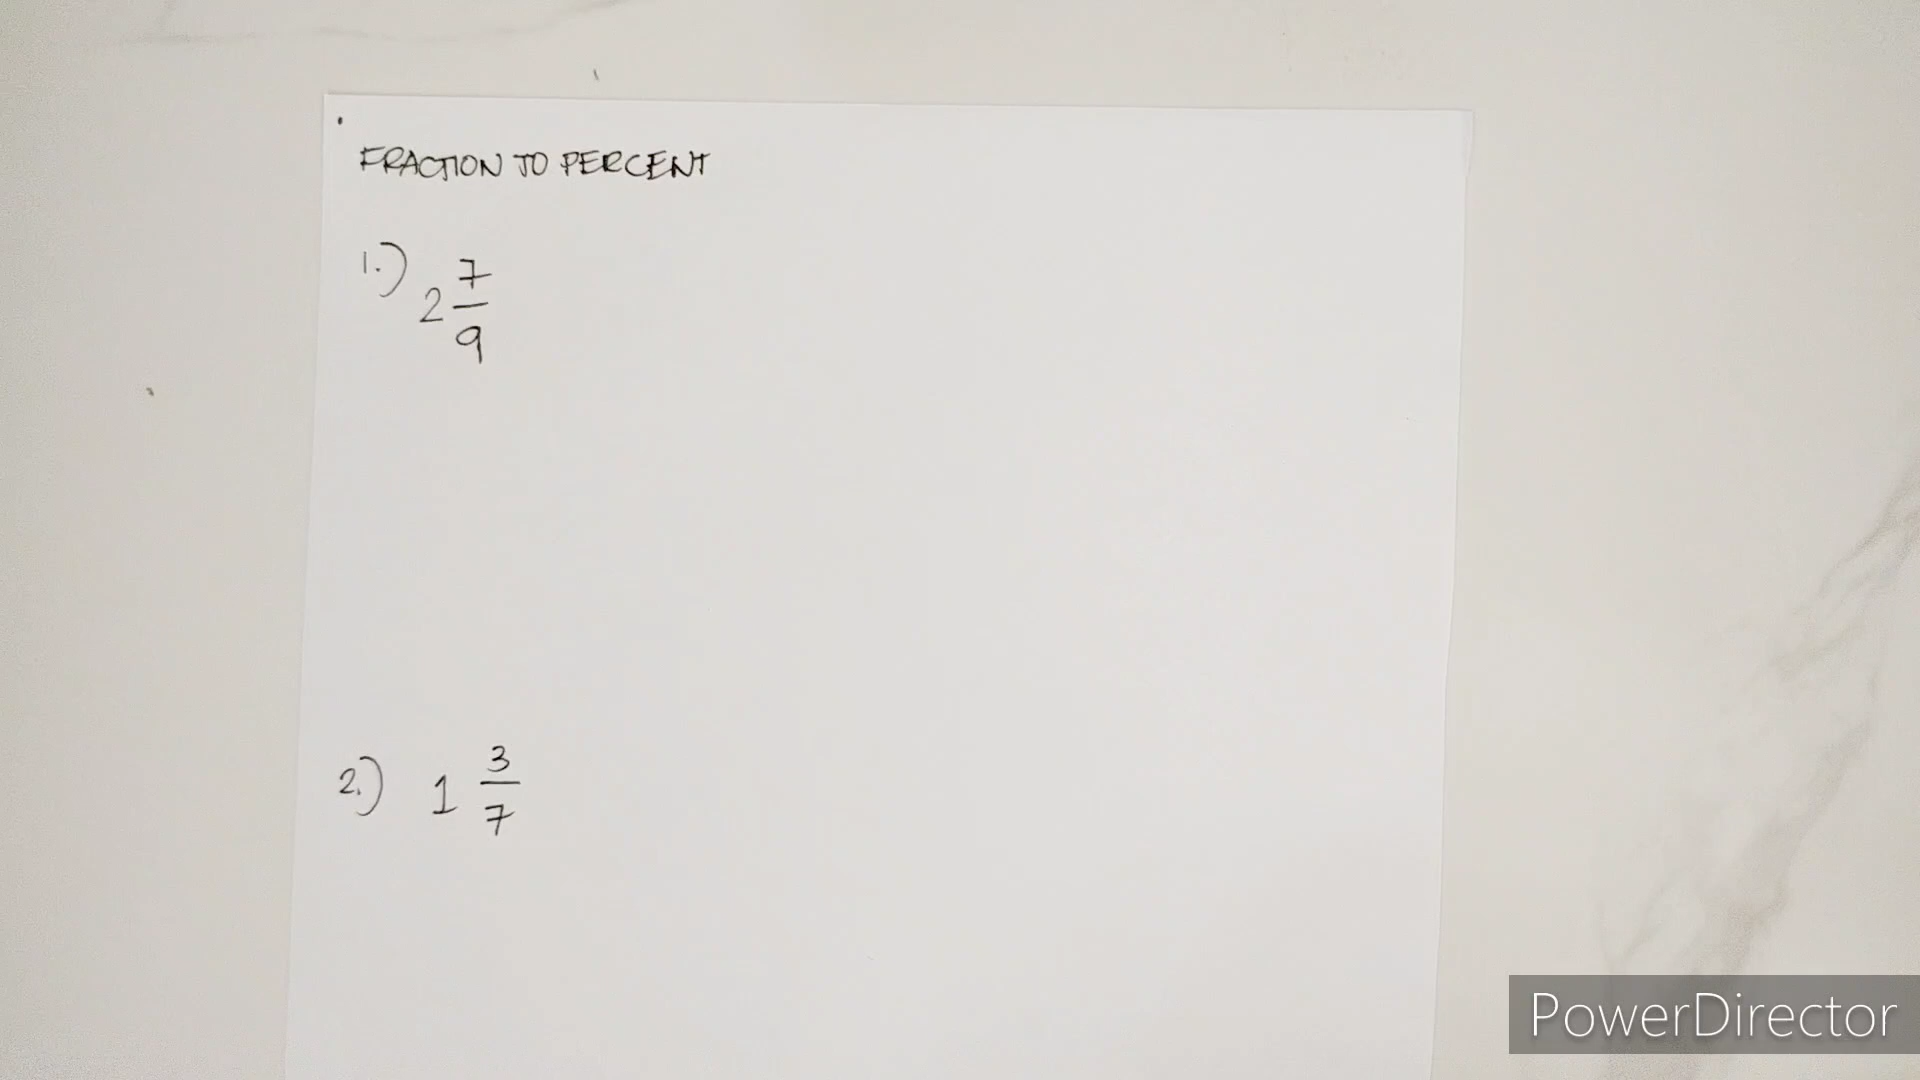 FRACTION TO PERCENT
1.) 2 7/9
2.) 1 3/7
PowerDirector